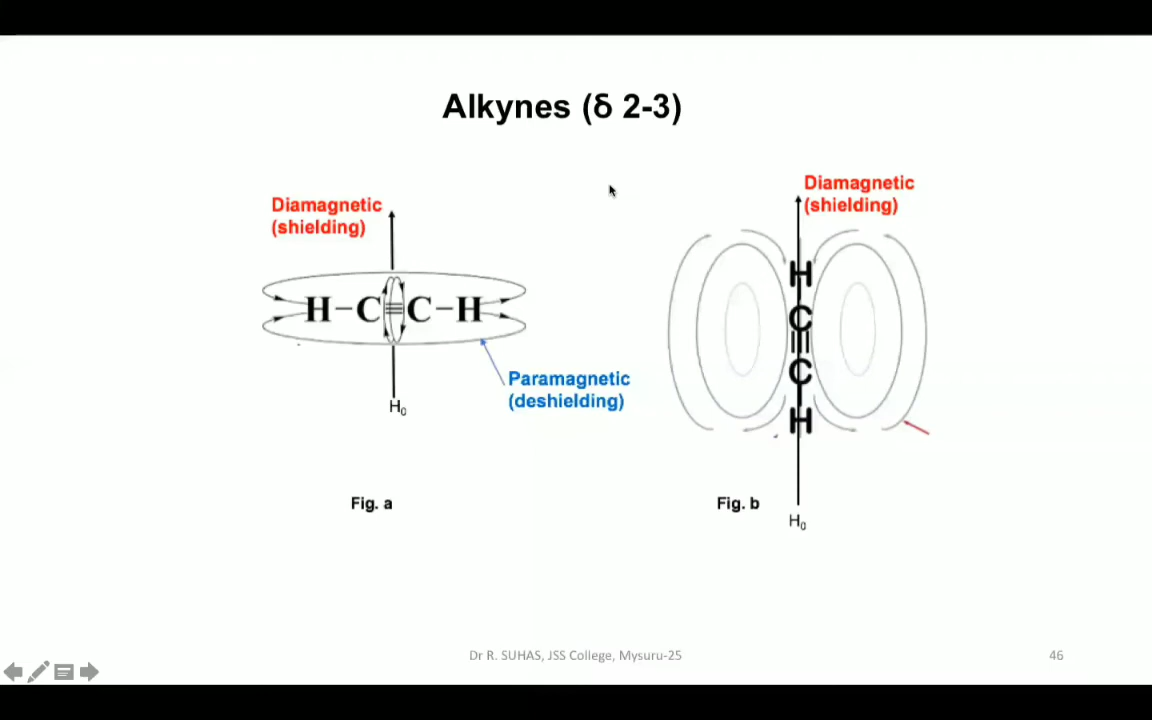 Alkynes (δ 2-3)
Diamagnetic
(shielding)
H−C≡C−H
Paramagnetic
(deshielding)
H₀
Fig. a
Diamagnetic
(shielding)
H
C
C
H
Fig. b
H₀
Dr R. SUHAS, JSS College, Mysuru-25
46